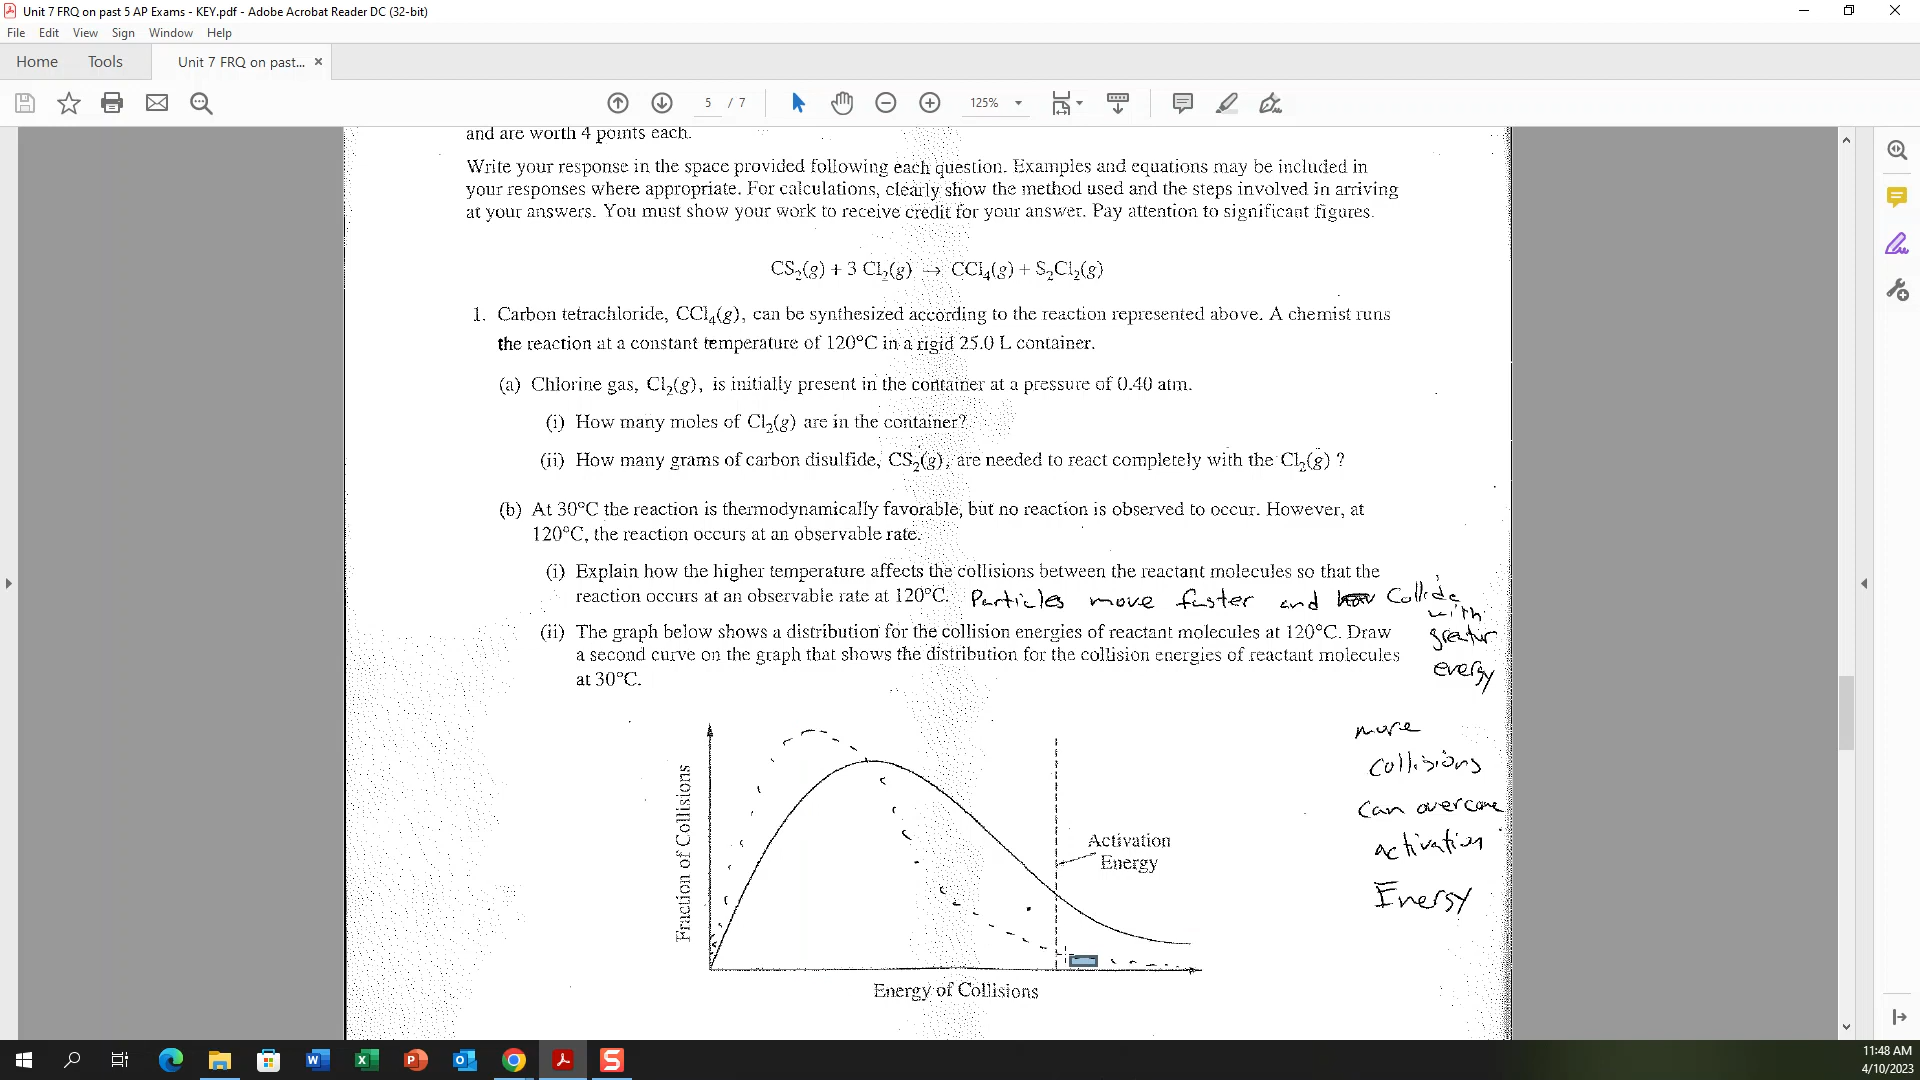 Unit 7 FRQ on past 5 AP Exams - KEY.pdf - Adobe Acrobat Reader DC (32-bit)
File Edit View Sign Window Help
Home Tools Unit 7 FRQ on past... ×
5 / 7 125%
and are worth 4 points each.
Write your response in the space provided following each question. Examples and equations may be included in
your responses where appropriate. For calculations, clearly show the method used and the steps involved in arriving
at your answers. You must show your work to receive credit for your answer. Pay attention to significant figures.
CS₂(g) + 3 Cl₂(g) → CCl₄(g) + S₂Cl₂(g)
1. Carbon tetrachloride, CCl₄(g), can be synthesized according to the reaction represented above. A chemist runs
the reaction at a constant temperature of 120°C in a rigid 25.0 L container.
(a) Chlorine gas, Cl₂(g), is initially present in the container at a pressure of 0.40 atm.
(i) How many moles of Cl₂(g) are in the container?
(ii) How many grams of carbon disulfide, CS₂(g), are needed to react completely with the Cl₂(g) ?
(b) At 30°C the reaction is thermodynamically favorable, but no reaction is observed to occur. However, at
120°C, the reaction occurs at an observable rate.
(i) Explain how the higher temperature affects the collisions between the reactant molecules so that the
reaction occurs at an observable rate at 120°C. Particles move faster and Collide
with
greater
energy
(ii) The graph below shows a distribution for the collision energies of reactant molecules at 120°C. Draw
a second curve on the graph that shows the distribution for the collision energies of reactant molecules
at 30°C.
more
collisions
can overcome
activation
Energy
Fraction of Collisions
Activation
Energy
Energy of Collisions
11:48 AM
4/10/2023